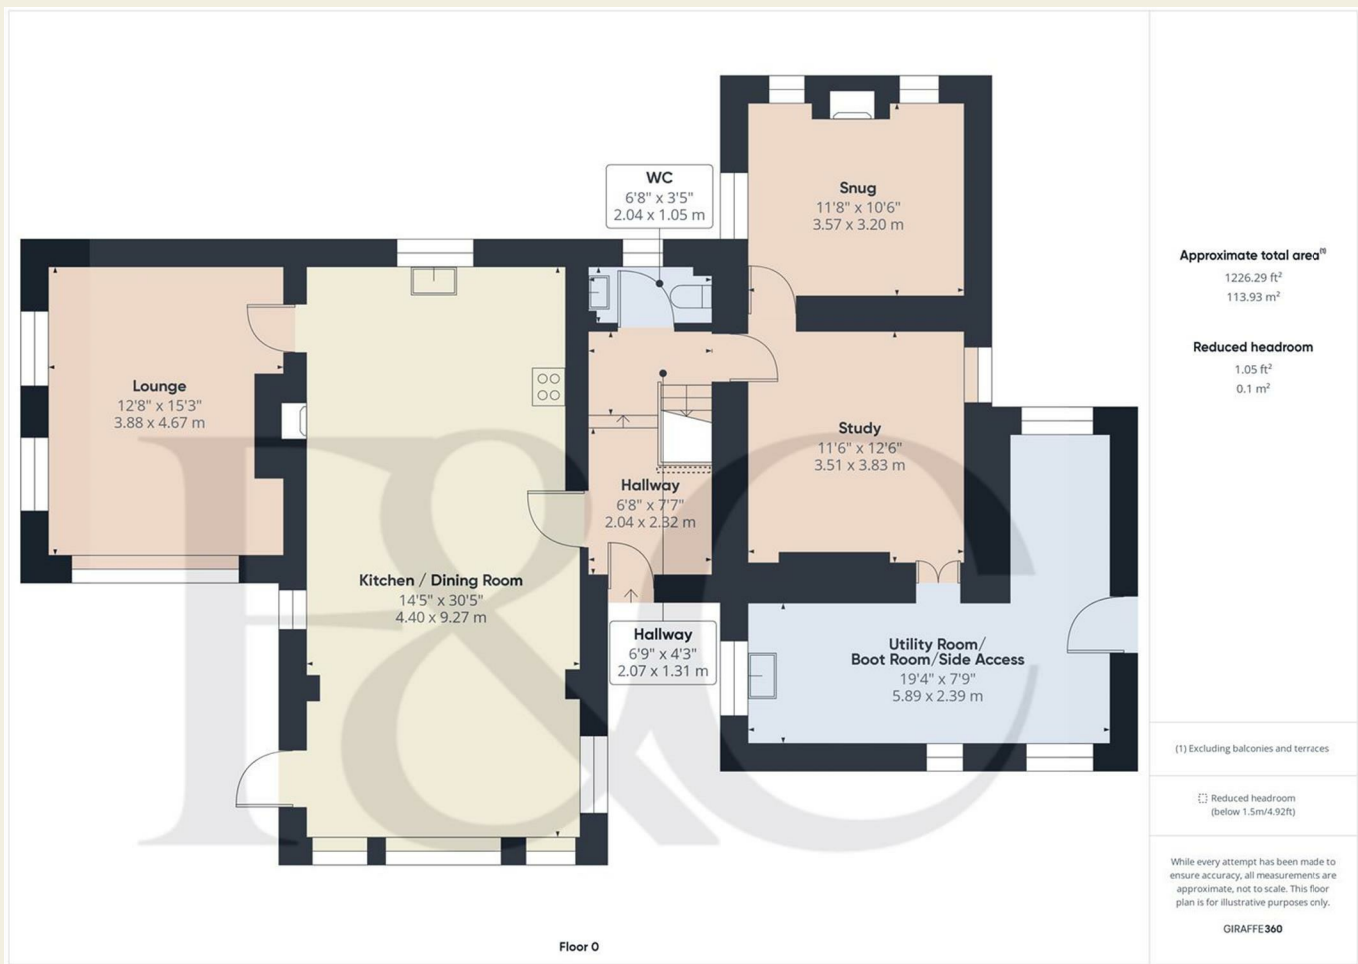 WC
6'8" x 3'5"
2.04 x 1.05 m
Snug
11'8" x 10'6"
3.57 x 3.20 m
Lounge
12'8" x 15'3"
3.88 x 4.67 m
Study
11'6" x 12'6"
3.51 x 3.83 m
Hallway
6'8" x 7'7"
2.04 x 2.32 m
Kitchen / Dining Room
14'5" x 30'5"
4.40 x 9.27 m
Hallway
6'9" x 4'3"
2.07 x 1.31 m
Utility Room/
Boot Room/Side Access
19'4" x 7'9"
5.89 x 2.39 m
F&C
Floor 0
Approximate total area⁽¹⁾
1226.29 ft²
113.93 m²
Reduced headroom
1.05 ft²
0.1 m²
(1) Excluding balconies and terraces
Reduced headroom
(below 1.5m/4.92ft)
While every attempt has been made to
ensure accuracy, all measurements are
approximate, not to scale. This floor
plan is for illustrative purposes only.
GIRAFFE360